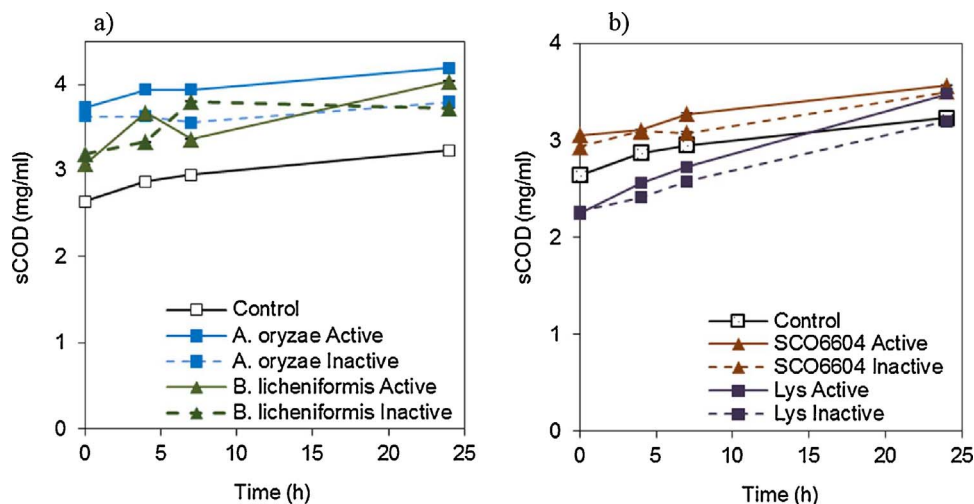 a)
sCOD (mg/ml)
4
3
2
1
0
Control
A. oryzae Active
A. oryzae Inactive
B. licheniformis Active
B. licheniformis Inactive
0 5 10 15 20 25
Time (h)
b)
sCOD (mg/ml)
4
3
2
1
0
Control
SCO6604 Active
SCO6604 Inactive
Lys Active
Lys Inactive
0 5 10 15 20 25
Time (h)